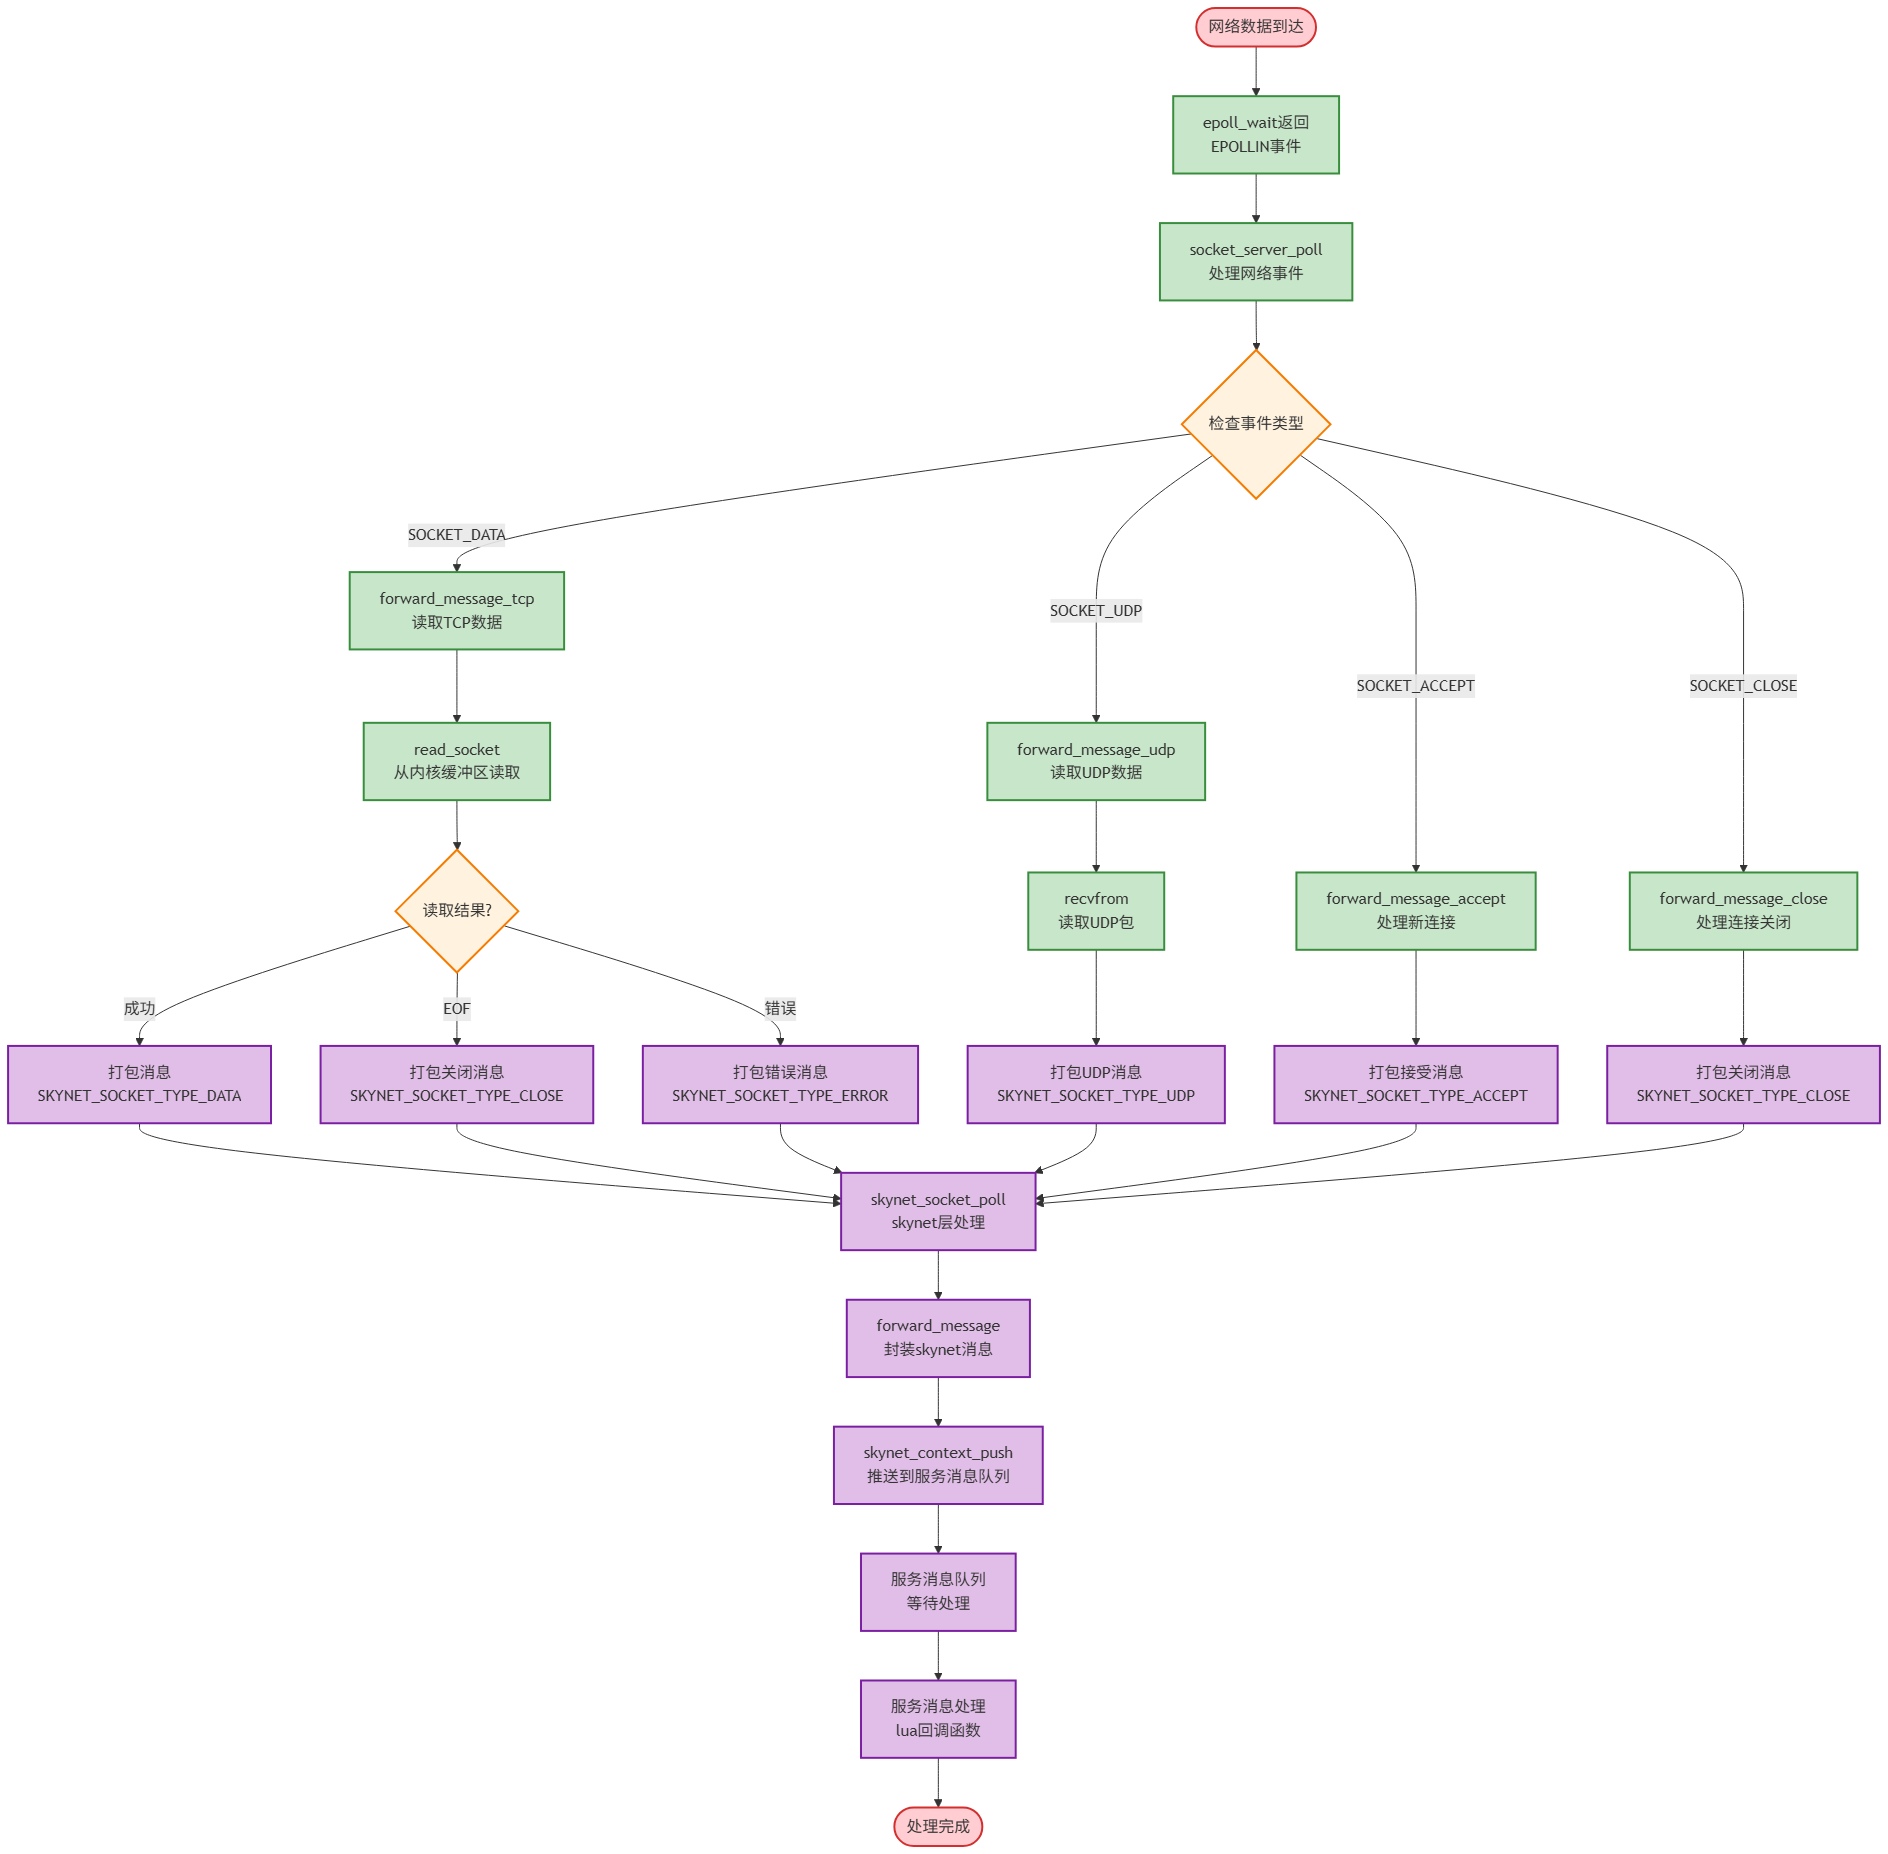 网络数据到达
epoll_wait返回
EPOLLIN事件
socket_server_poll
处理网络事件
检查事件类型
SOCKET_DATA
SOCKET_UDP
SOCKET_ACCEPT
SOCKET_CLOSE
forward_message_tcp
读取TCP数据
read_socket
从内核缓冲区读取
forward_message_udp
读取UDP数据
读取结果?
recvfrom
读取UDP包
forward_message_accept
处理新连接
forward_message_close
处理连接关闭
成功
EOF
错误
打包消息
SKYNET_SOCKET_TYPE_DATA
打包关闭消息
SKYNET_SOCKET_TYPE_CLOSE
打包错误消息
SKYNET_SOCKET_TYPE_ERROR
打包UDP消息
SKYNET_SOCKET_TYPE_UDP
打包接受消息
SKYNET_SOCKET_TYPE_ACCEPT
打包关闭消息
SKYNET_SOCKET_TYPE_CLOSE
skynet_socket_poll
skynet层处理
forward_message
封装skynet消息
skynet_context_push
推送到服务消息队列
服务消息队列
等待处理
服务消息处理
lua回调函数
处理完成